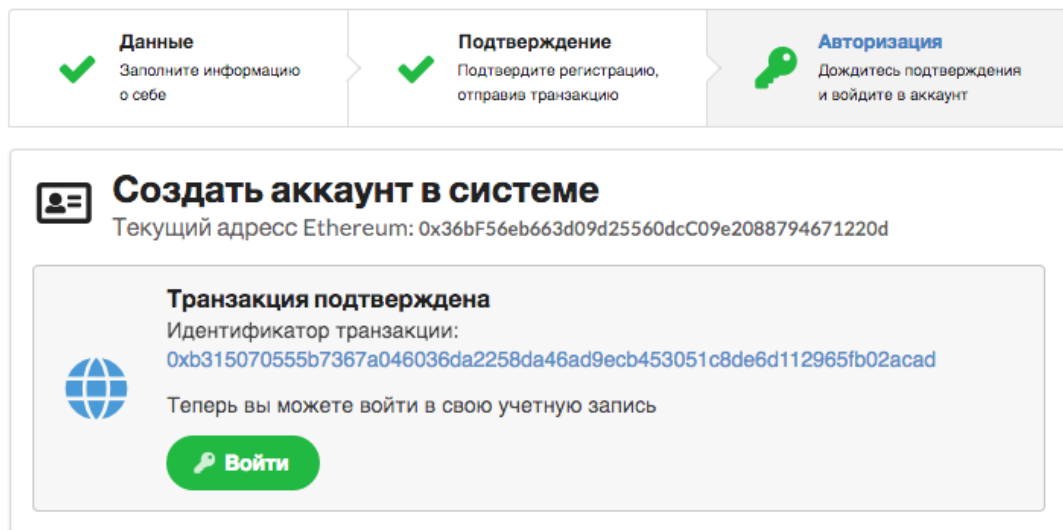 Данные
Заполните информацию
о себе
Подтверждение
Подтвердите регистрацию,
отправив транзакцию
Авторизация
Дождитесь подтверждения
и войдите в аккаунт
Создать аккаунт в системе
Текущий адресс Ethereum: 0x36bF56eb663d09d25560dcC09e2088794671220d
Транзакция подтверждена
Идентификатор транзакции:
0xb315070555b7367a046036da2258da46ad9ecb453051c8de6d112965fb02acad
Теперь вы можете войти в свою учетную запись
Войти